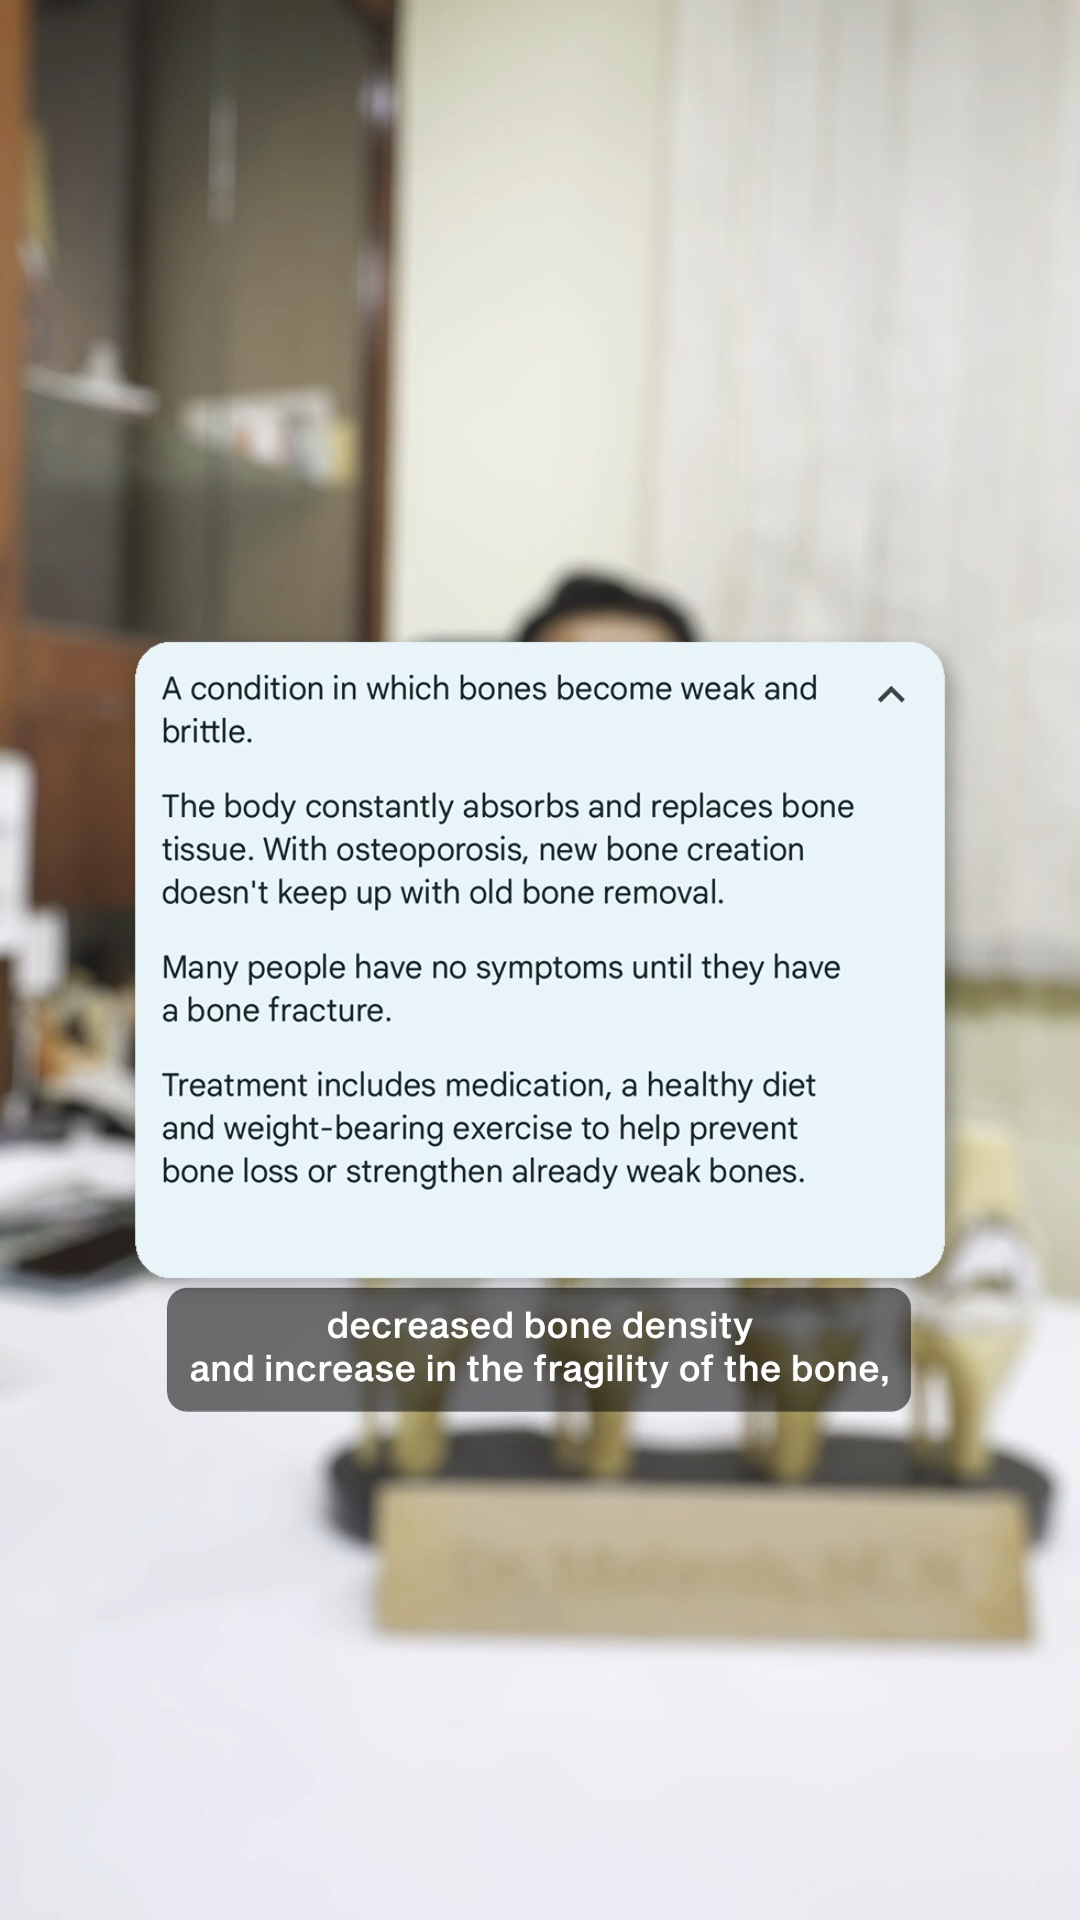 A condition in which bones become weak and
brittle.
The body constantly absorbs and replaces bone
tissue. With osteoporosis, new bone creation
doesn't keep up with old bone removal.
Many people have no symptoms until they have
a bone fracture.
Treatment includes medication, a healthy diet
and weight-bearing exercise to help prevent
bone loss or strengthen already weak bones.
decreased bone density
and increase in the fragility of the bone,